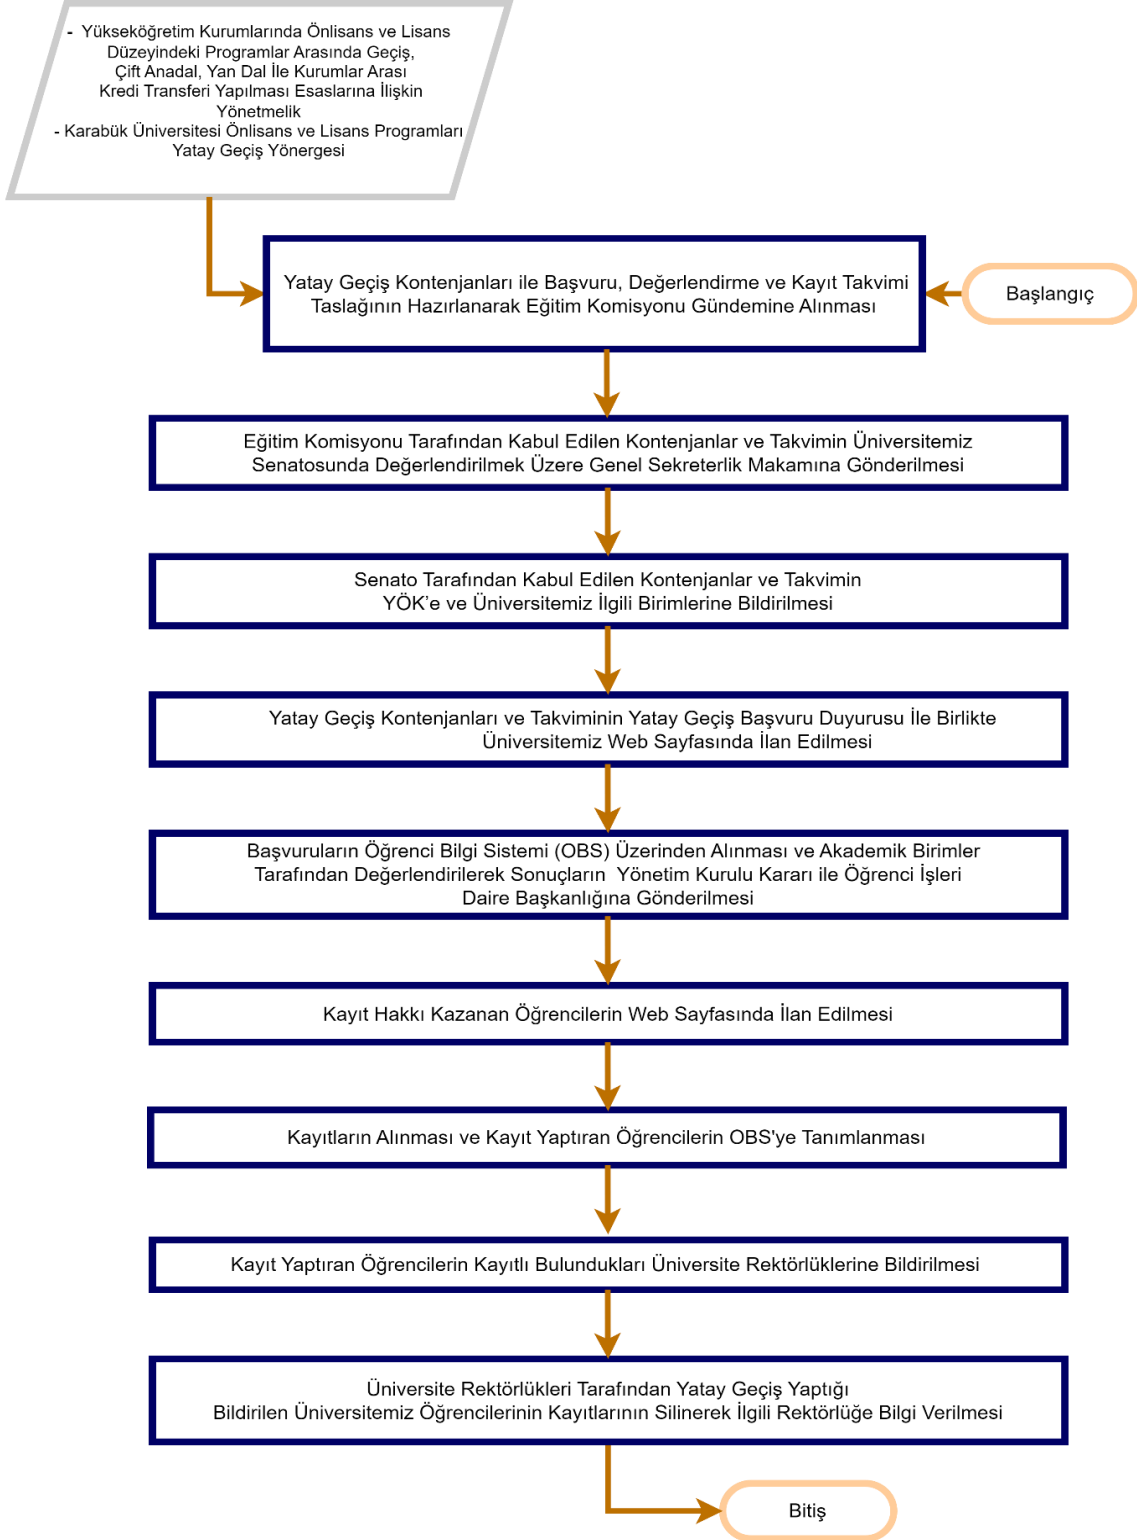 - Yükseköğretim Kurumlarında Önlisans ve Lisans
Düzeyindeki Programlar Arasında Geçiş,
Çift Anadal, Yan Dal İle Kurumlar Arası
Kredi Transferi Yapılması Esaslarına İlişkin
Yönetmelik
- Karabük Üniversitesi Önlisans ve Lisans Programları
Yatay Geçiş Yönergesi
Başlangıç
Yatay Geçiş Kontenjanları ile Başvuru, Değerlendirme ve Kayıt Takvimi
Taslağının Hazırlanarak Eğitim Komisyonu Gündemine Alınması
Eğitim Komisyonu Tarafından Kabul Edilen Kontenjanlar ve Takvimin Üniversitemiz
Senatosunda Değerlendirilmek Üzere Genel Sekreterlik Makamına Gönderilmesi
Senato Tarafından Kabul Edilen Kontenjanlar ve Takvimin
YÖK’e ve Üniversitemiz İlgili Birimlerine Bildirilmesi
Yatay Geçiş Kontenjanları ve Takviminin Yatay Geçiş Başvuru Duyurusu İle Birlikte
Üniversitemiz Web Sayfasında İlan Edilmesi
Başvuruların Öğrenci Bilgi Sistemi (OBS) Üzerinden Alınması ve Akademik Birimler
Tarafından Değerlendirilerek Sonuçların Yönetim Kurulu Kararı ile Öğrenci İşleri
Daire Başkanlığına Gönderilmesi
Kayıt Hakkı Kazanan Öğrencilerin Web Sayfasında İlan Edilmesi
Kayıtların Alınması ve Kayıt Yaptıran Öğrencilerin OBS'ye Tanımlanması
Kayıt Yaptıran Öğrencilerin Kayıtlı Bulundukları Üniversite Rektörlüklerine Bildirilmesi
Üniversite Rektörlükleri Tarafından Yatay Geçiş Yaptığı
Bildirilen Üniversitemiz Öğrencilerinin Kayıtlarının Silinerek İlgili Rektörlüğe Bilgi Verilmesi
Bitiş